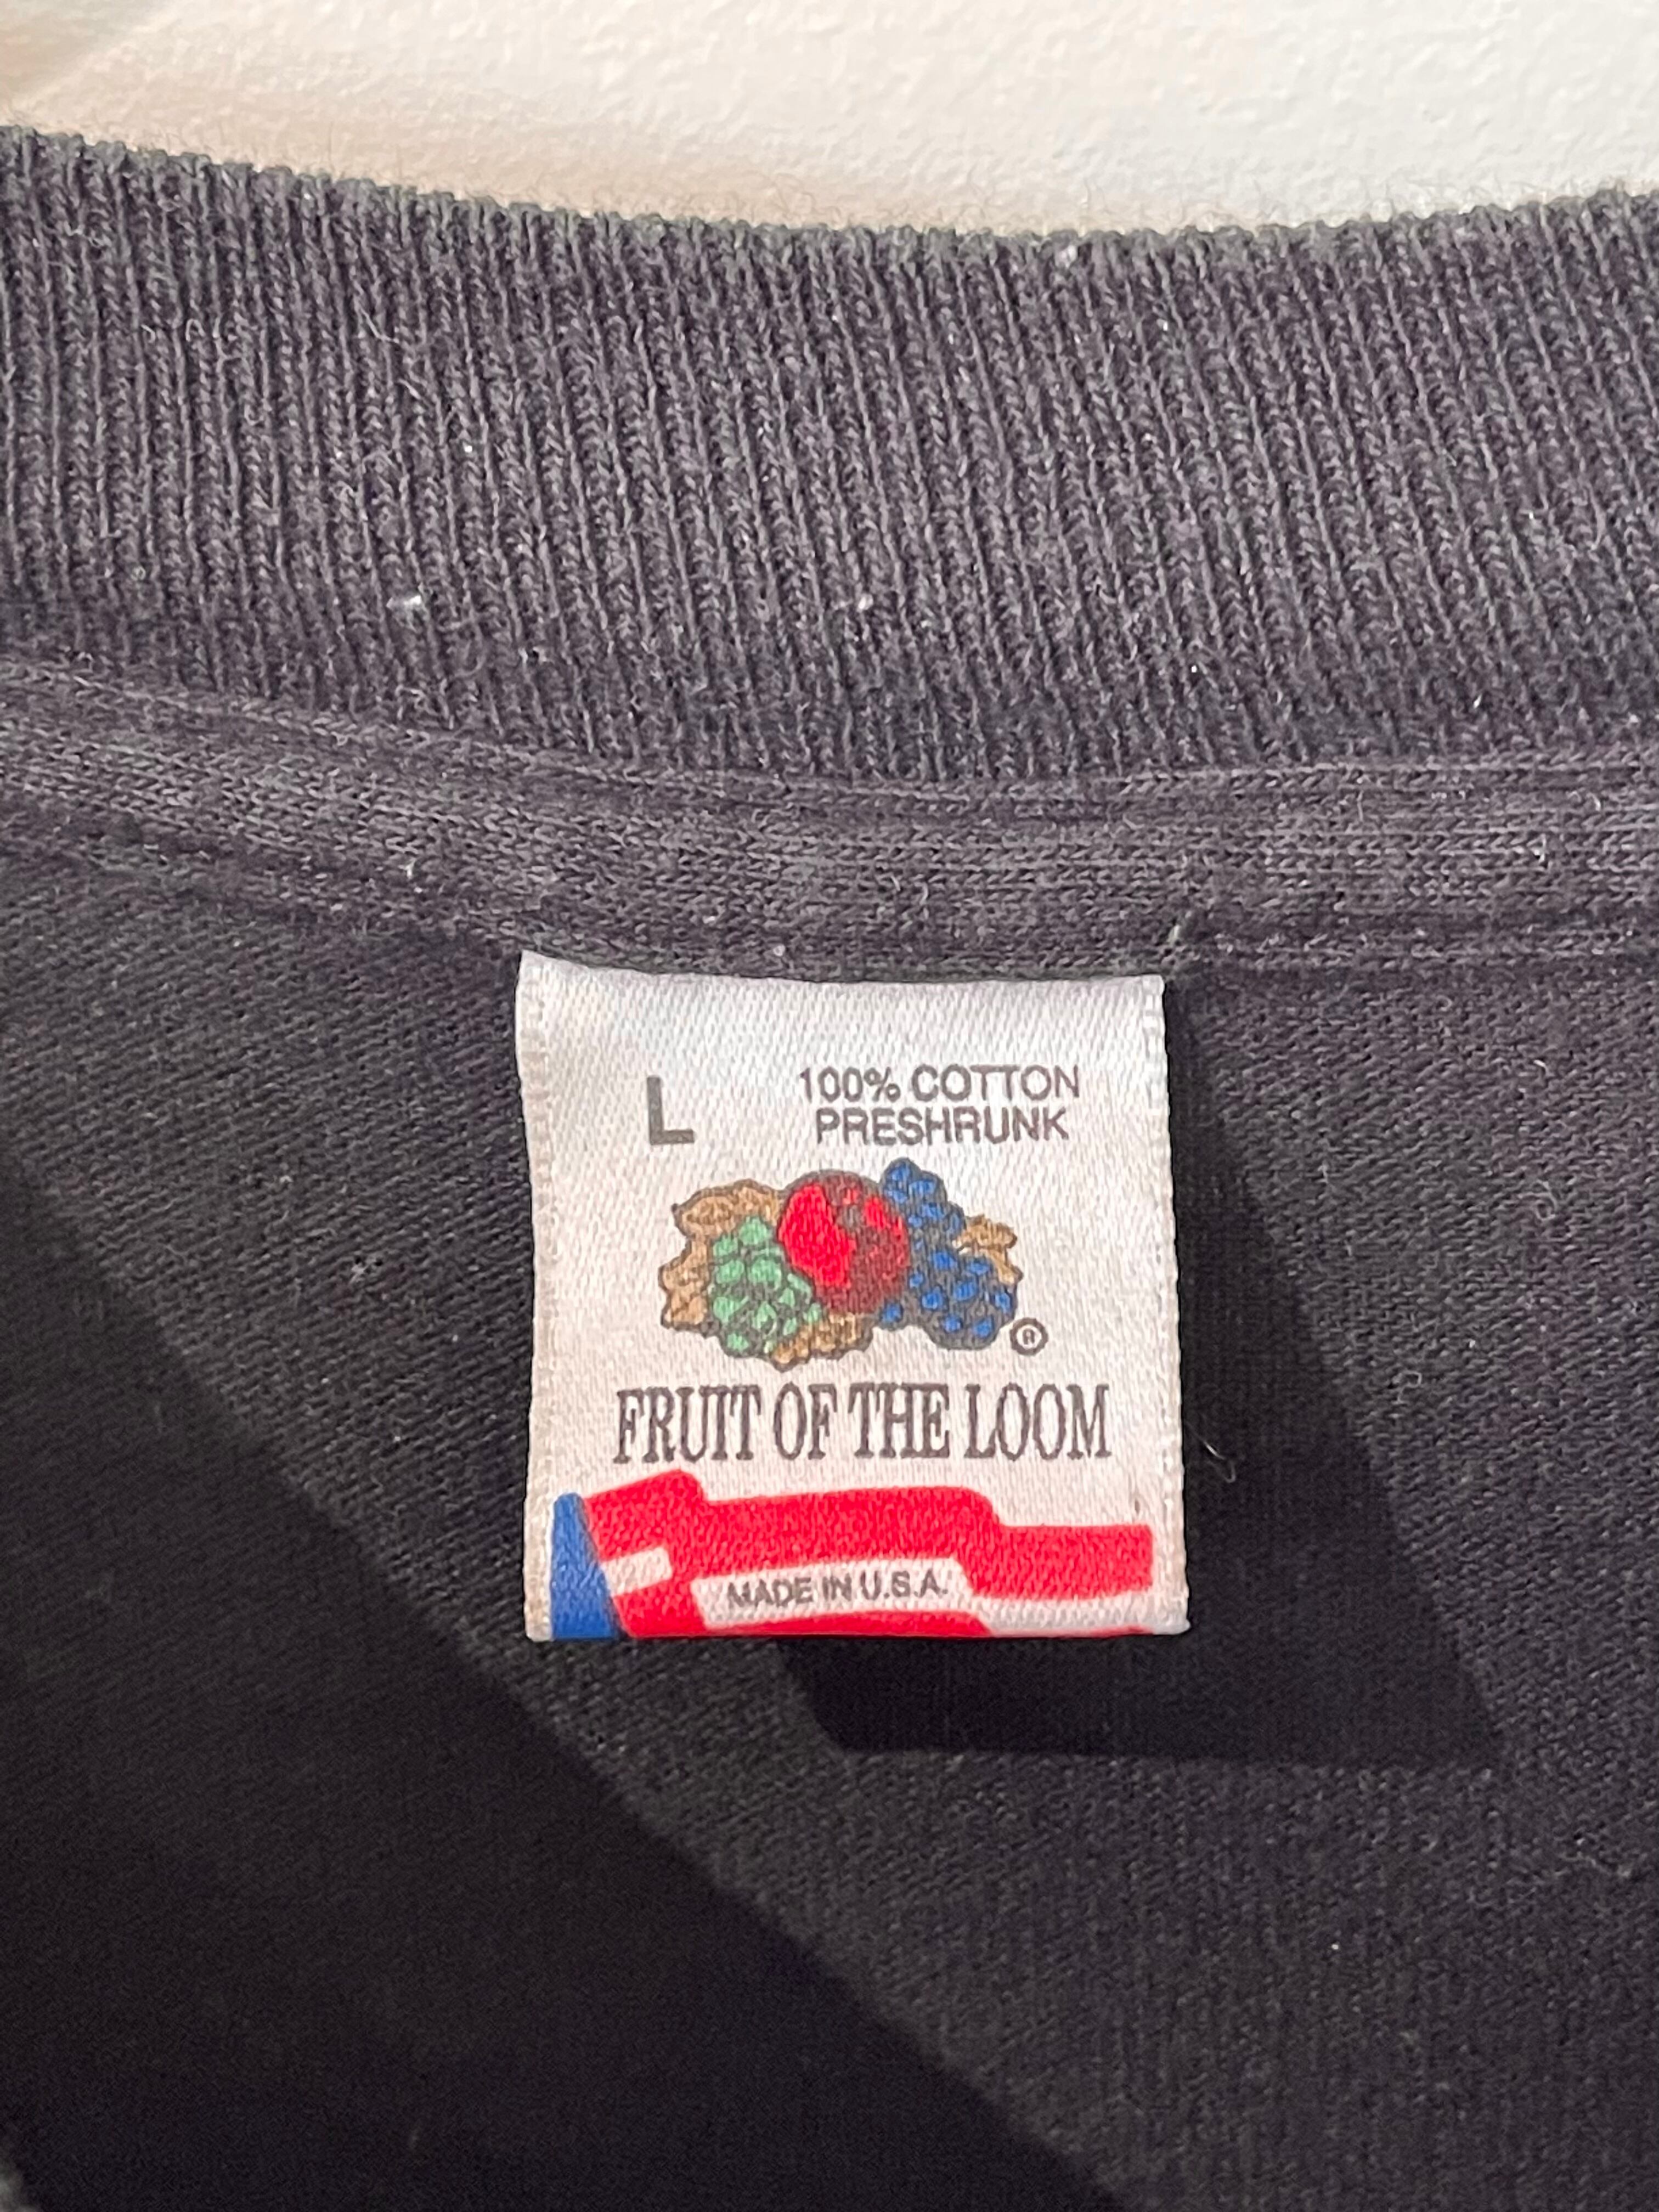 L
100% COTTON
PRESHRUNK
®
FRUIT OF THE LOOM
MADE IN U.S.A.